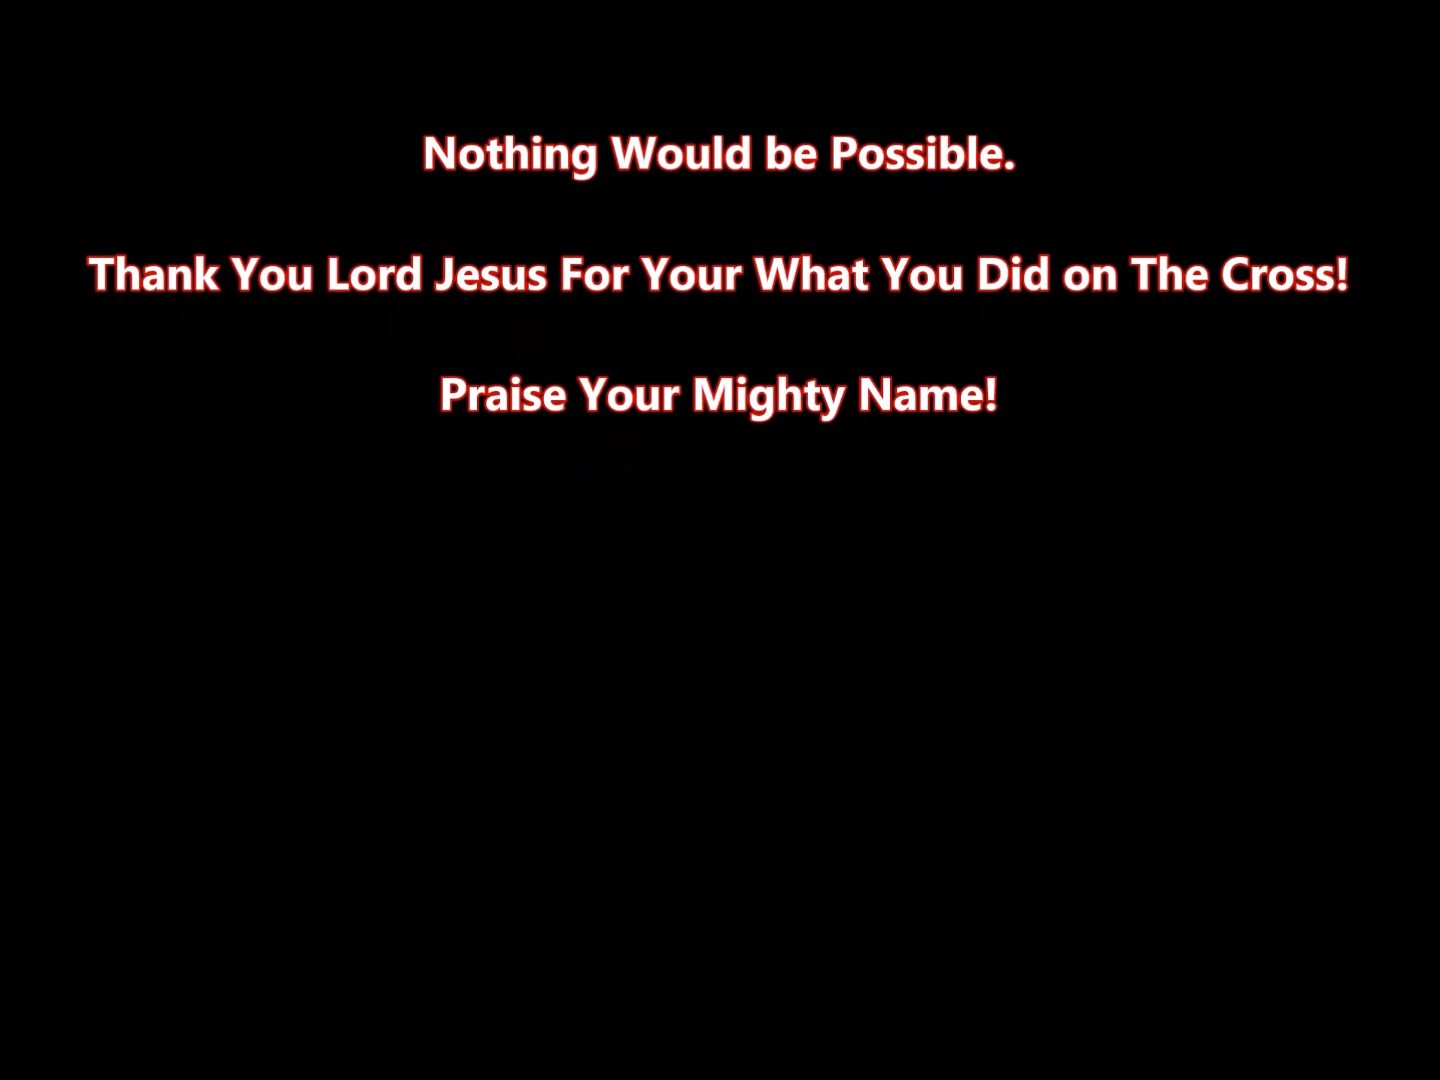 Nothing Would be Possible.
Thank You Lord Jesus For Your What You Did on The Cross!
Praise Your Mighty Name!